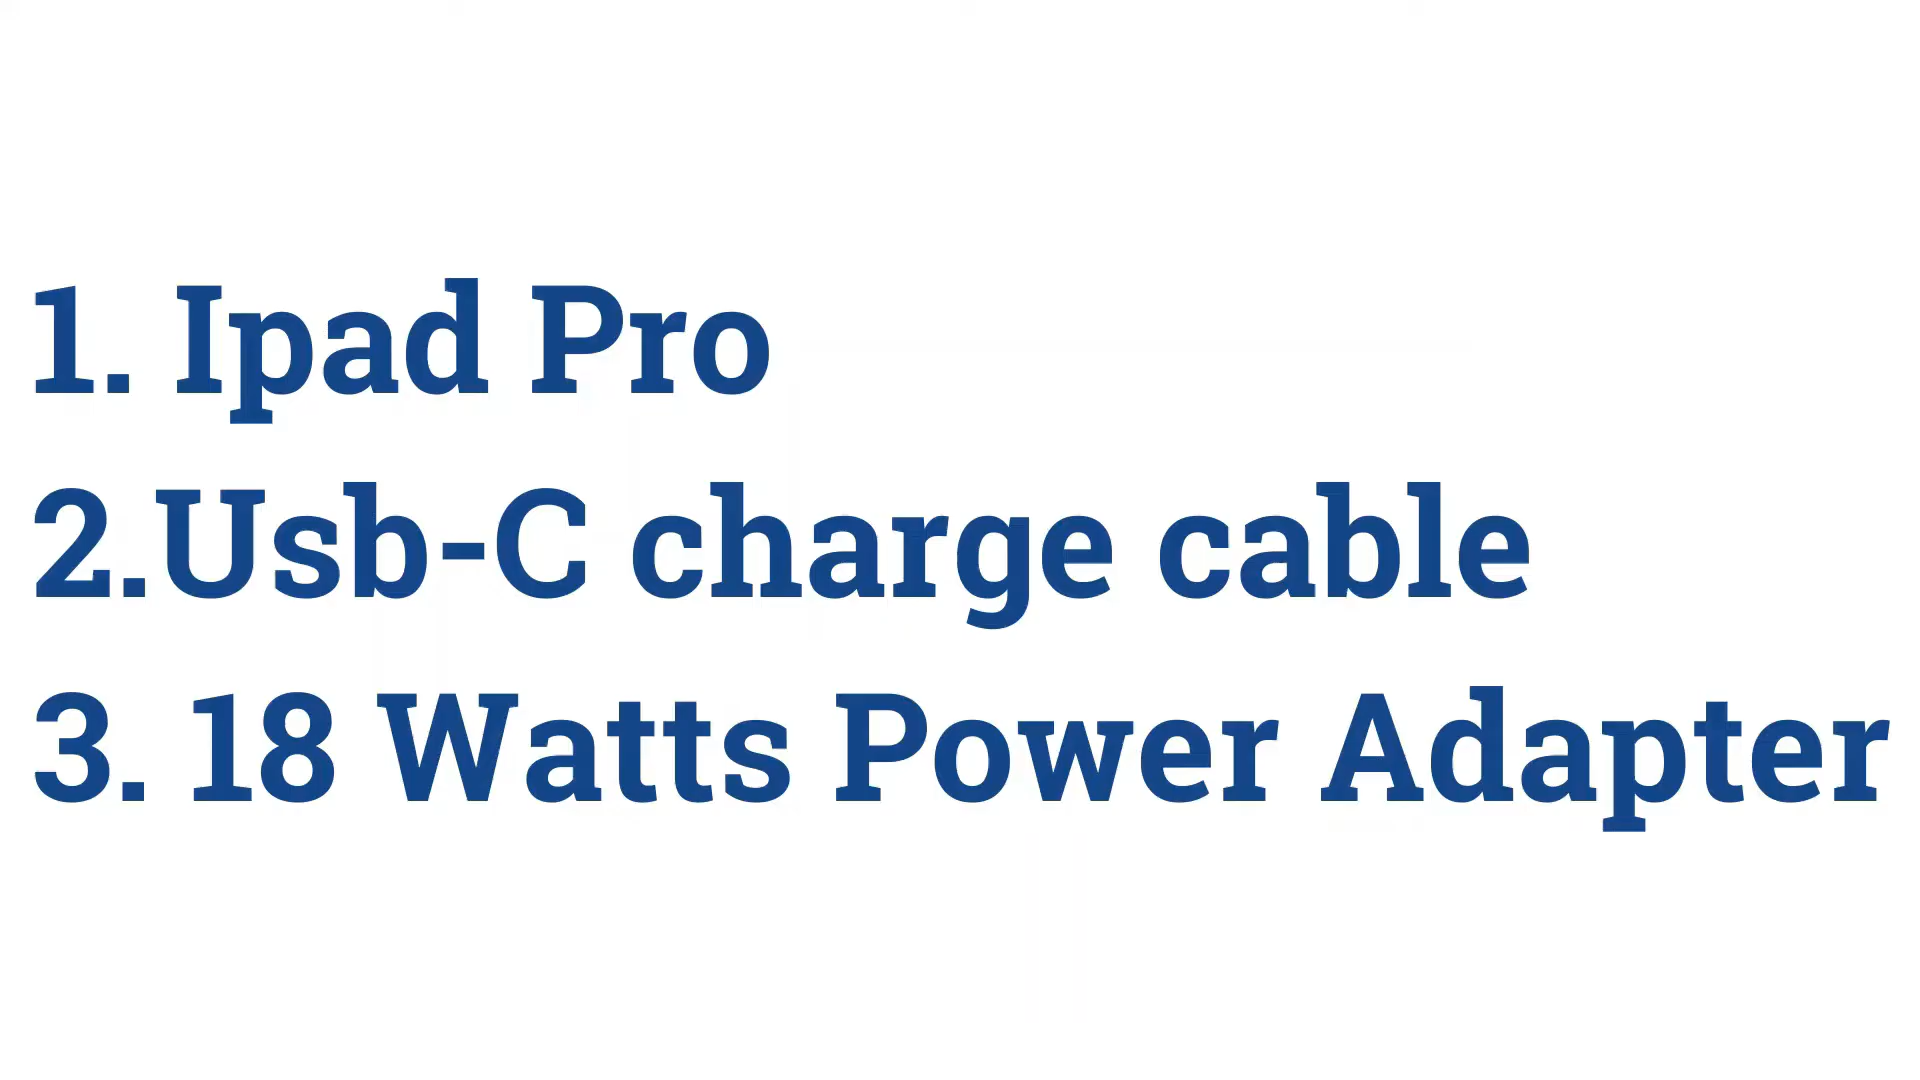 1. Ipad Pro
2.Usb-C charge cable
3. 18 Watts Power Adapter